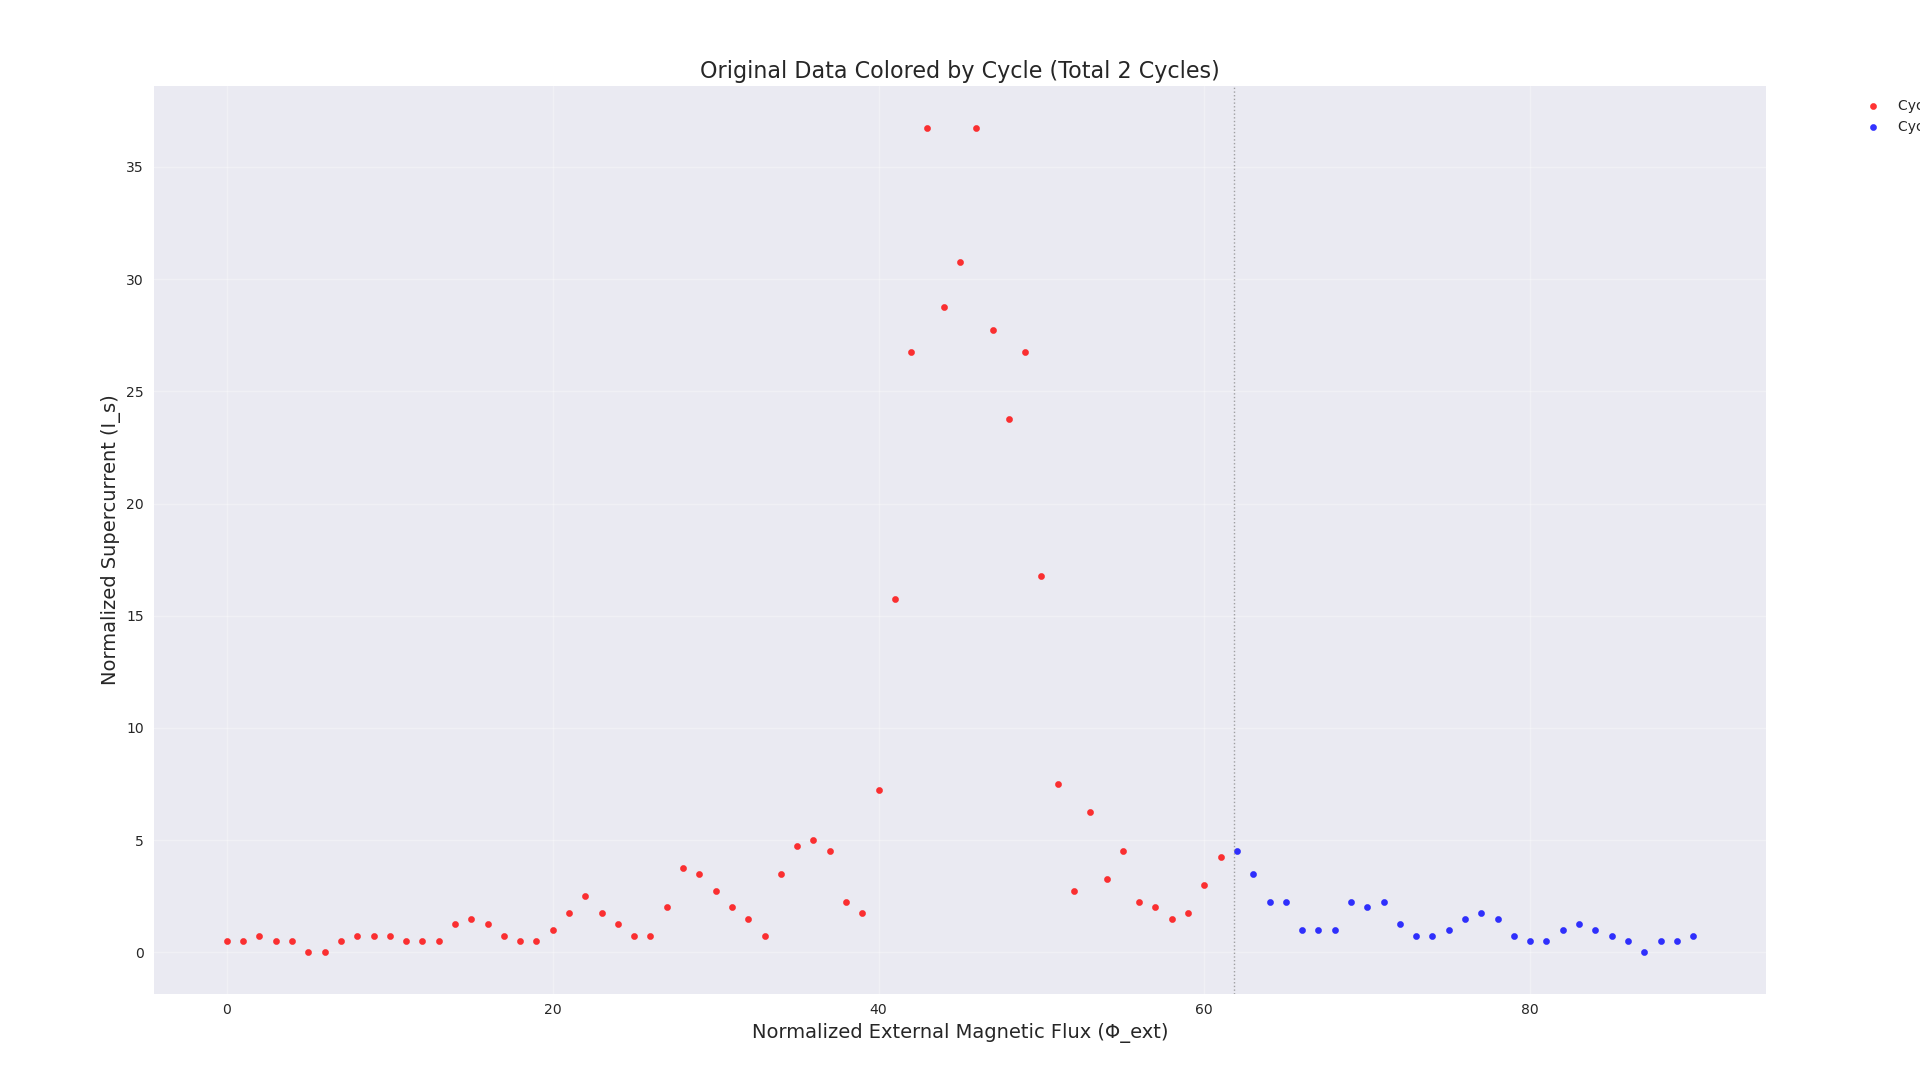 Original Data Colored by Cycle (Total 2 Cycles)
Cyc
Cyc
35
30
25
20
15
10
5
0
Normalized Supercurrent (I_s)
0 20 40 60 80
Normalized External Magnetic Flux (Φ_ext)